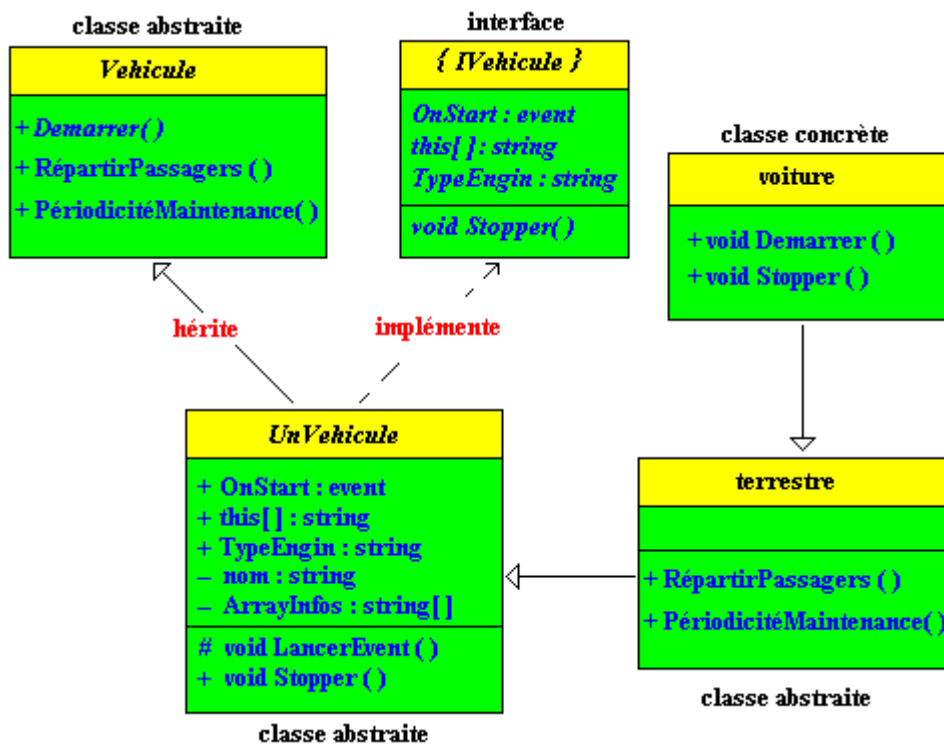 classe abstraite
Vehicule
+ Demarrer( )
+ RépartirPassagers ( )
+ PériodicitéMaintenance( )
interface
{ IVehicule }
OnStart : event
this[ ] : string
TypeEngin : string
void Stopper( )
classe concrète
voiture
+ void Demarrer ( )
+ void Stopper ( )
hérite
implémente
UnVehicule
+ OnStart : event
+ this[ ] : string
+ TypeEngin : string
– nom : string
– ArrayInfos : string[ ]
# void LancerEvent ( )
+ void Stopper ( )
classe abstraite
terrestre
+ RépartirPassagers ( )
+ PériodicitéMaintenance( )
classe abstraite